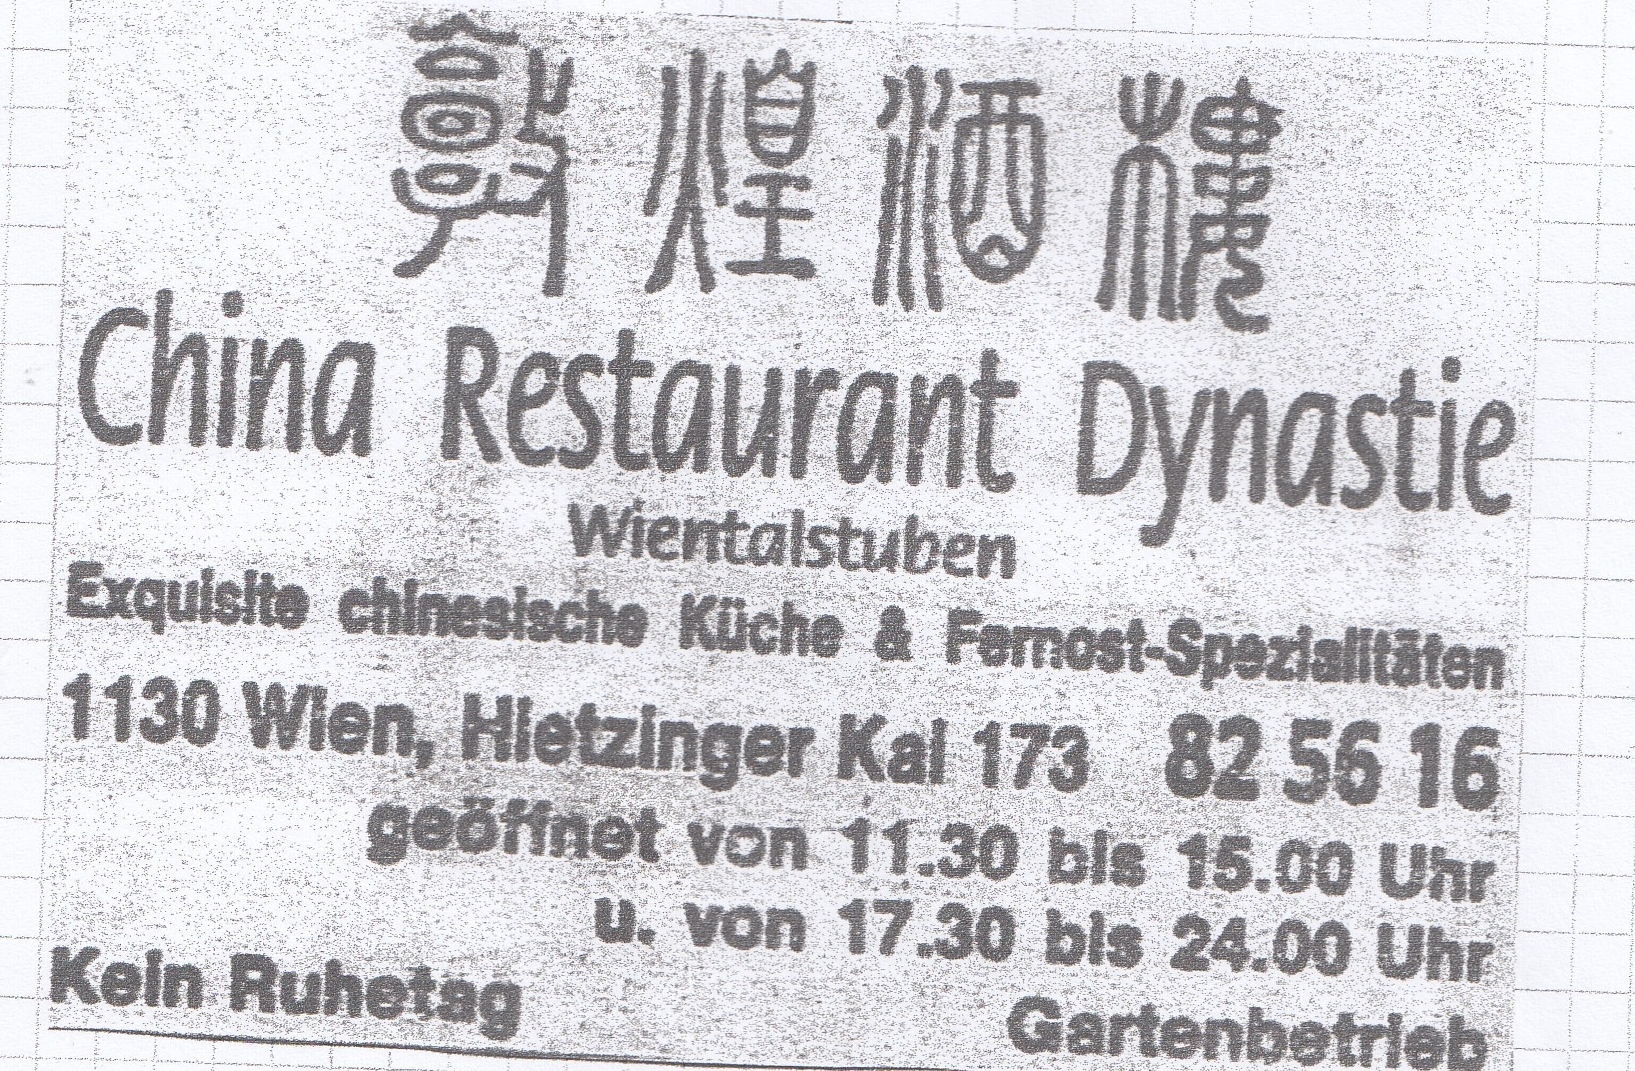 敦煌酒樓
China Restaurant Dynastie
Wientalstuben
Exquisite chinesische Küche & Fernost-Spezialitäten
1130 Wien, Hietzinger Kai 173 82 56 16
geöffnet von 11.30 bis 15.00 Uhr
u. von 17.30 bis 24.00 Uhr
Kein Ruhetag Gartenbetrieb